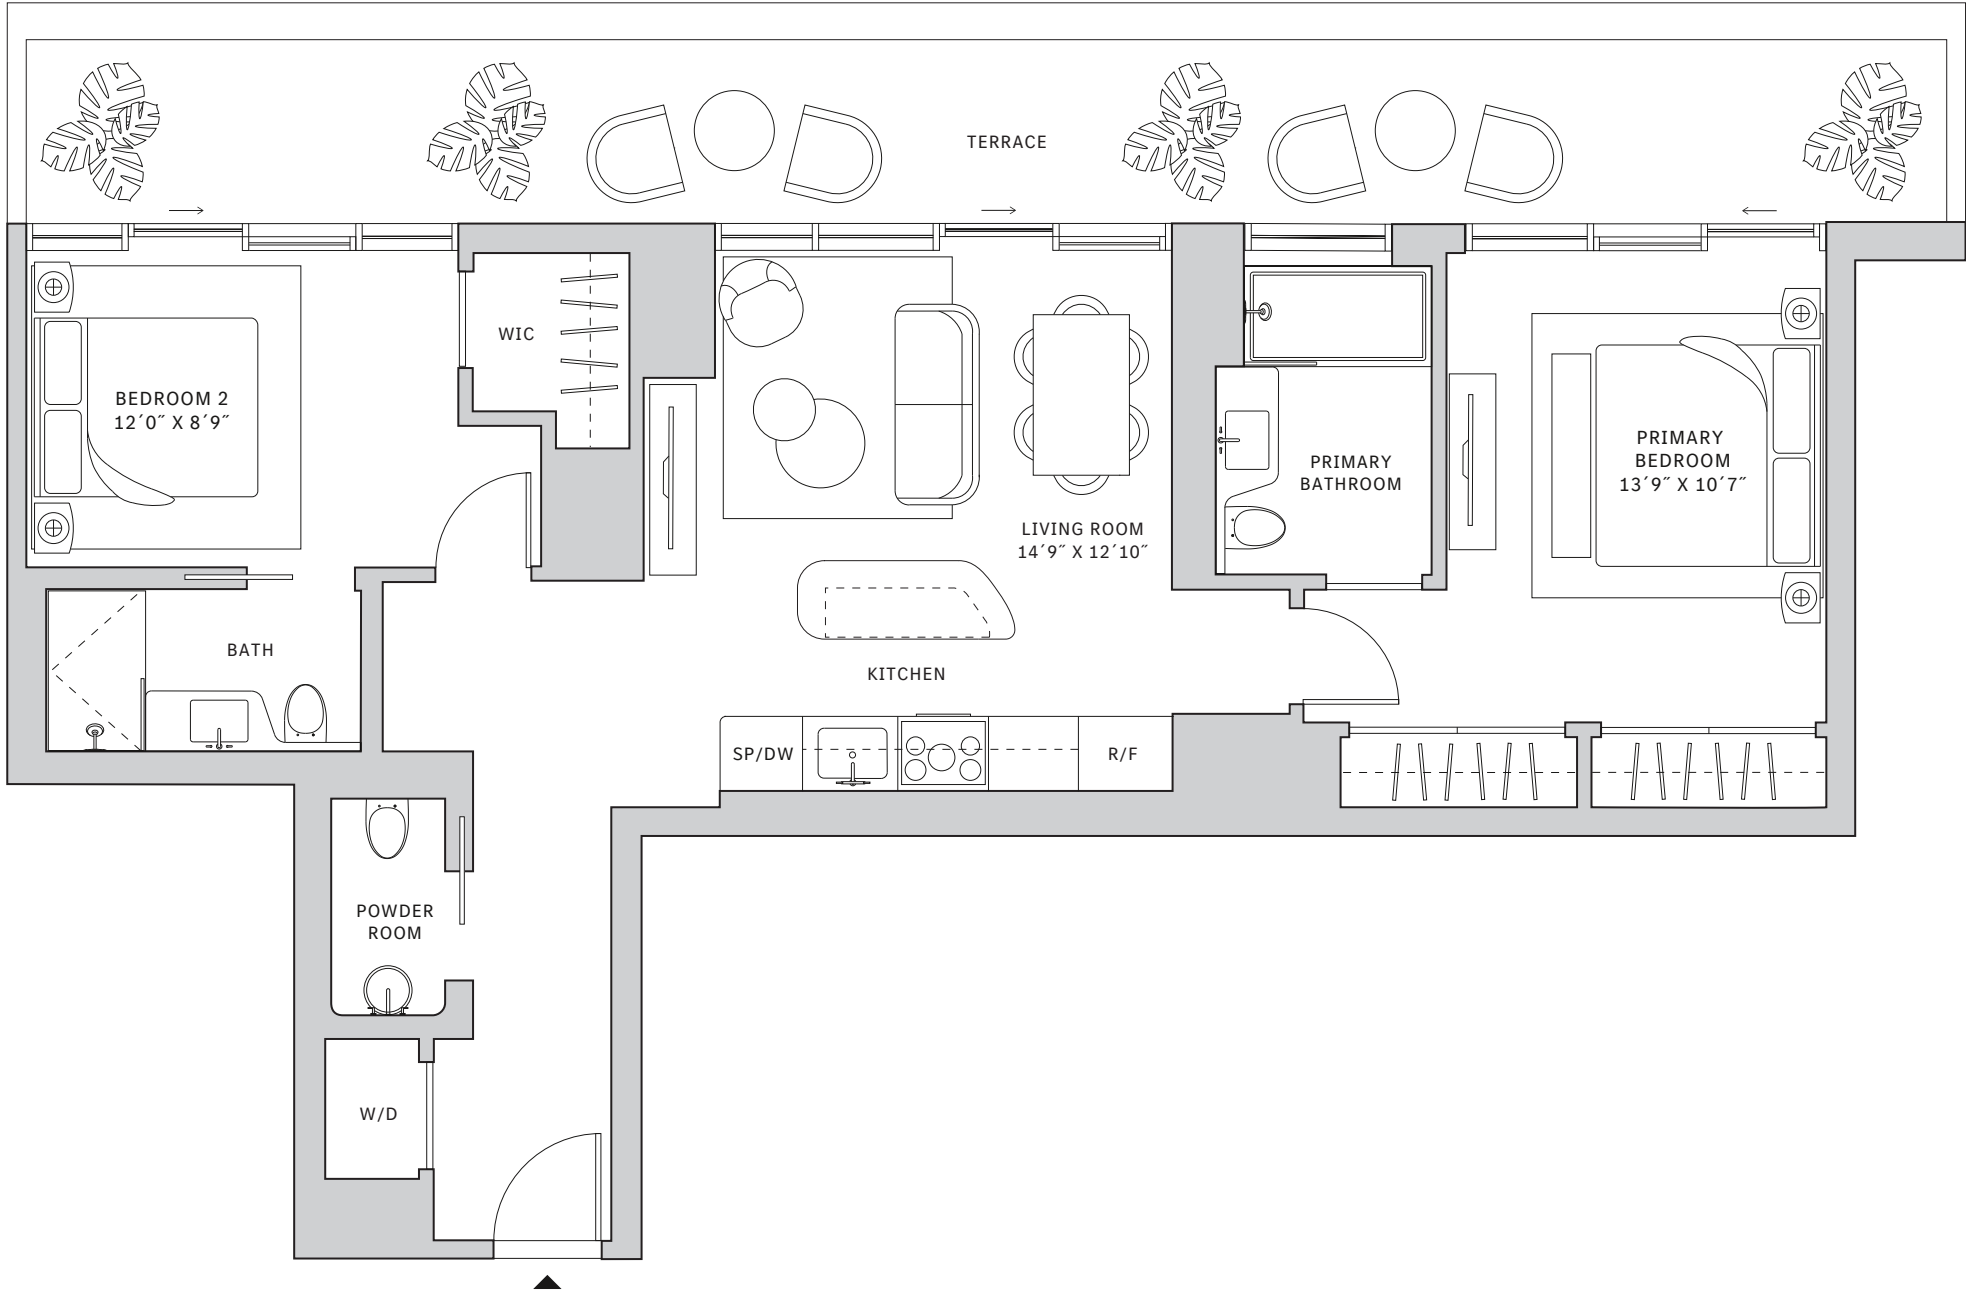 TERRACE
WIC
BEDROOM 2
12´0˝ X 8´9˝
PRIMARY
BEDROOM
13´9˝ X 10´7˝
PRIMARY
BATHROOM
LIVING ROOM
14´9˝ X 12´10˝
BATH
KITCHEN
SP/DW
R/F
POWDER
ROOM
W/D